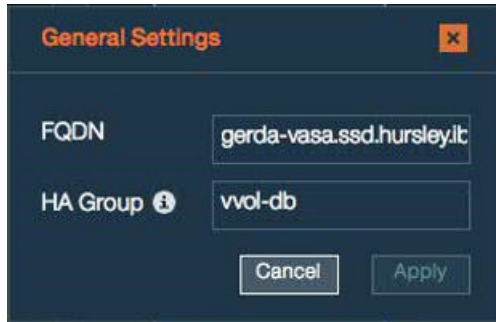 General Settings
FQDN
gerda-vasa.ssd.hursley.ib
HA Group
vvol-db
Cancel Apply